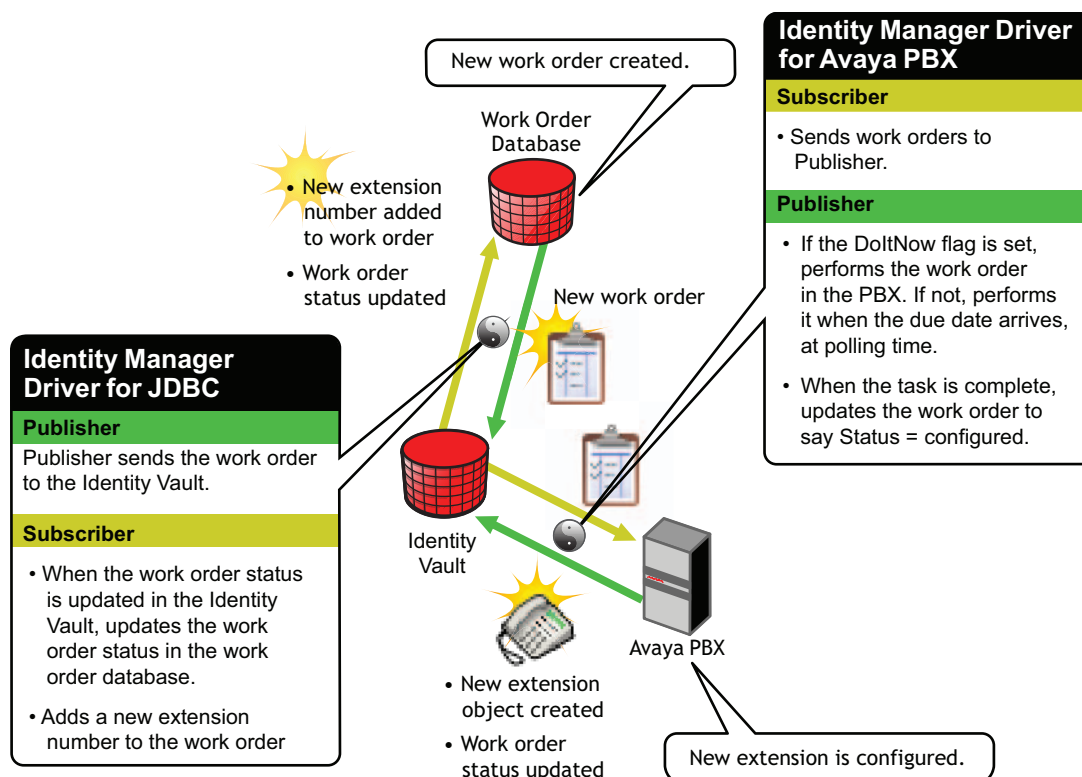 New work order created.
Work Order
Database
• New extension
number added
to work order
• Work order
status updated
New work order
Identity Manager
Driver for JDBC
Publisher
Publisher sends the work order
to the Identity Vault.
Subscriber
• When the work order status
is updated in the Identity
Vault, updates the work
order status in the work
order database.
• Adds a new extension
number to the work order
Identity
Vault
Identity Manager Driver
for Avaya PBX
Subscriber
• Sends work orders to
Publisher.
Publisher
• If the DoItNow flag is set,
performs the work order
in the PBX. If not, performs
it when the due date arrives,
at polling time.
• When the task is complete,
updates the work order to
say Status = configured.
Avaya PBX
• New extension
object created
• Work order
status updated
New extension is configured.